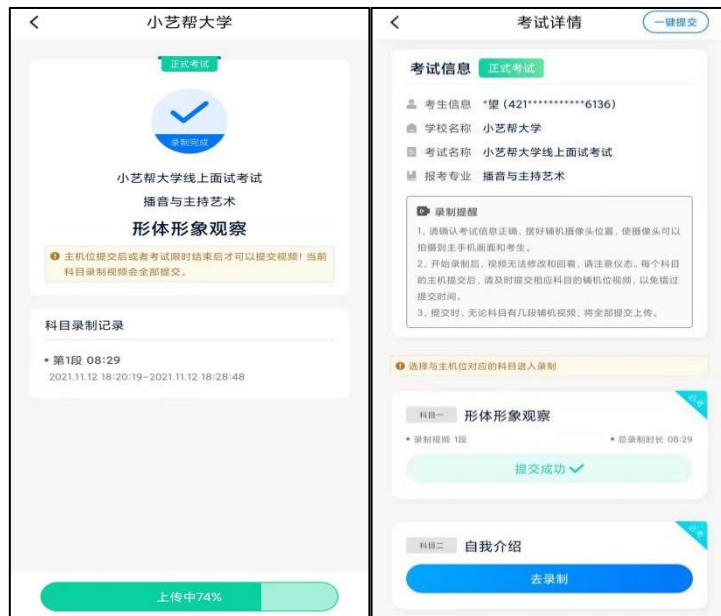 小艺帮大学
正式考试
录制完成
小艺帮大学线上面试考试
播音与主持艺术
形体形象观察
主机位提交后或者考试限时结束后才可以提交视频！当前
科目录制视频会全部提交。
科目录制记录
• 第1段 08:29
2021.11.12 18:20:19~2021.11.12 18:28:48
上传中74%
考试详情
一键提交
考试信息 正式考试
考生信息 *望 (421***********6136)
学校名称 小艺帮大学
考试名称 小艺帮大学线上面试考试
报考专业 播音与主持艺术
录制提醒
1, 请确认考试信息正确，摆好辅机摄像头位置，使摄像头可以
拍摄到主手机画面和考生。
2, 开始录制后，视频无法修改和回看，请注意仪态。每个科目
的主机提交后，请及时提交相应科目的辅机位视频，以免错过
提交时间。
3, 提交时，无论科目有几段辅机视频，将全部提交上传。
选择与主机位对应的科目进入录制
必考
科目一 形体形象观察
• 录制视频 1段 • 总录制时长 08:29
提交成功
必考
科目二 自我介绍
去录制